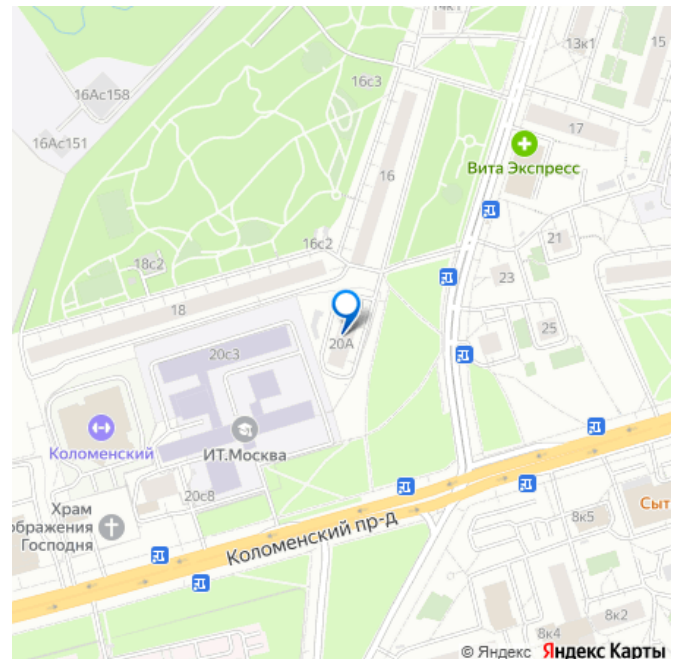 14к1
13к1
15
16с3
16Ас158
16Ас151
17
Вита Экспресс
16
16с2
18с2
21
23
18
25
20А
20с3
Коломенский
ИТ.Москва
20с8
Храм
ображения
Господня
Коломенский пр-д
8к5
Сыт
8к2
8к4
© Яндекс Яндекс Карты